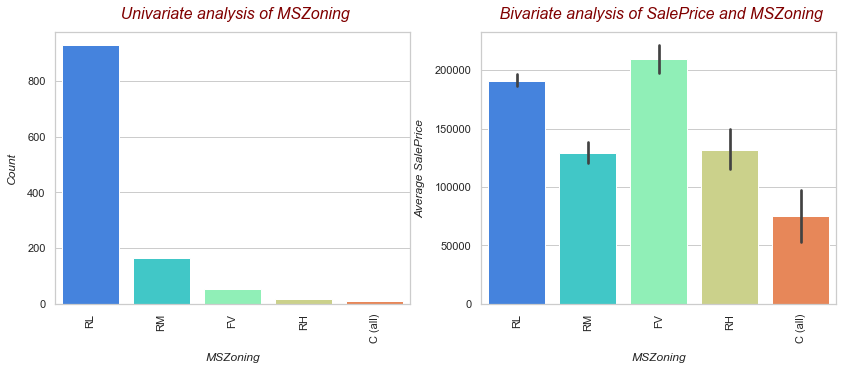 Univariate analysis of MSZoning
Count
800
600
400
200
0
RL
RM
FV
RH
C (all)
MSZoning
Bivariate analysis of SalePrice and MSZoning
Average SalePrice
200000
150000
100000
50000
0
RL
RM
FV
RH
C (all)
MSZoning